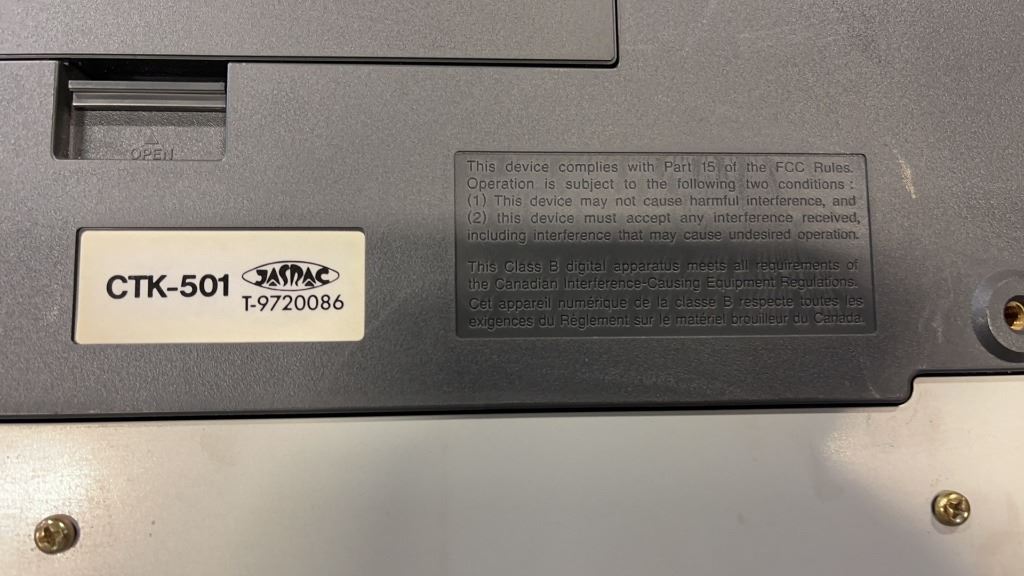 OPEN
CTK-501 JASRAC
T-9720086
This device complies with Part 15 of the FCC Rules.
Operation is subject to the following two conditions :
(1) This device may not cause harmful interference, and
(2) this device must accept any interference received,
including interference that may cause undesired operation.
This Class B digital apparatus meets all requirements of
the Canadian Interference-Causing Equipment Regulations.
Cet appareil numérique de la classe B respecte toutes les
exigences du Règlement sur le matériel brouilleur du Canada.